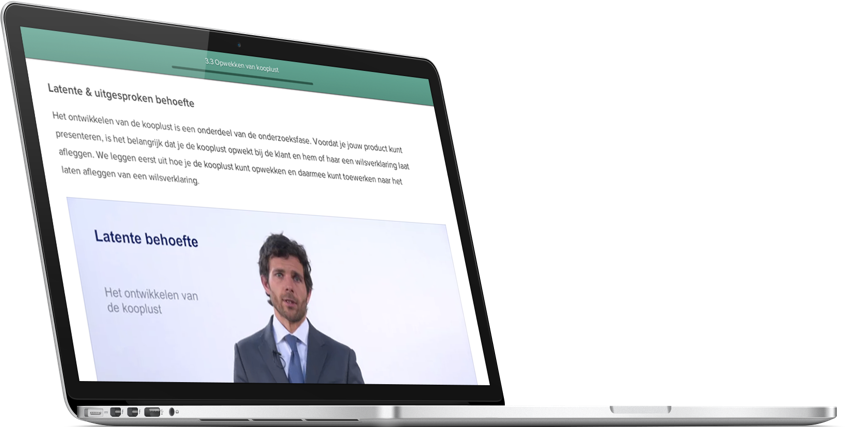 3.3 Opwekken van kooplust
Latente & uitgesproken behoefte
Het ontwikkelen van de kooplust is een onderdeel van de onderzoeksfase. Voordat je jouw product kunt
presenteren, is het belangrijk dat je de kooplust opwekt bij de klant en hem of haar een wilsverklaring laat
afleggen. We leggen eerst uit hoe je de kooplust kunt opwekken en daarmee kunt toewerken naar het
laten afleggen van een wilsverklaring.
Latente behoefte
Het ontwikkelen van
de kooplust